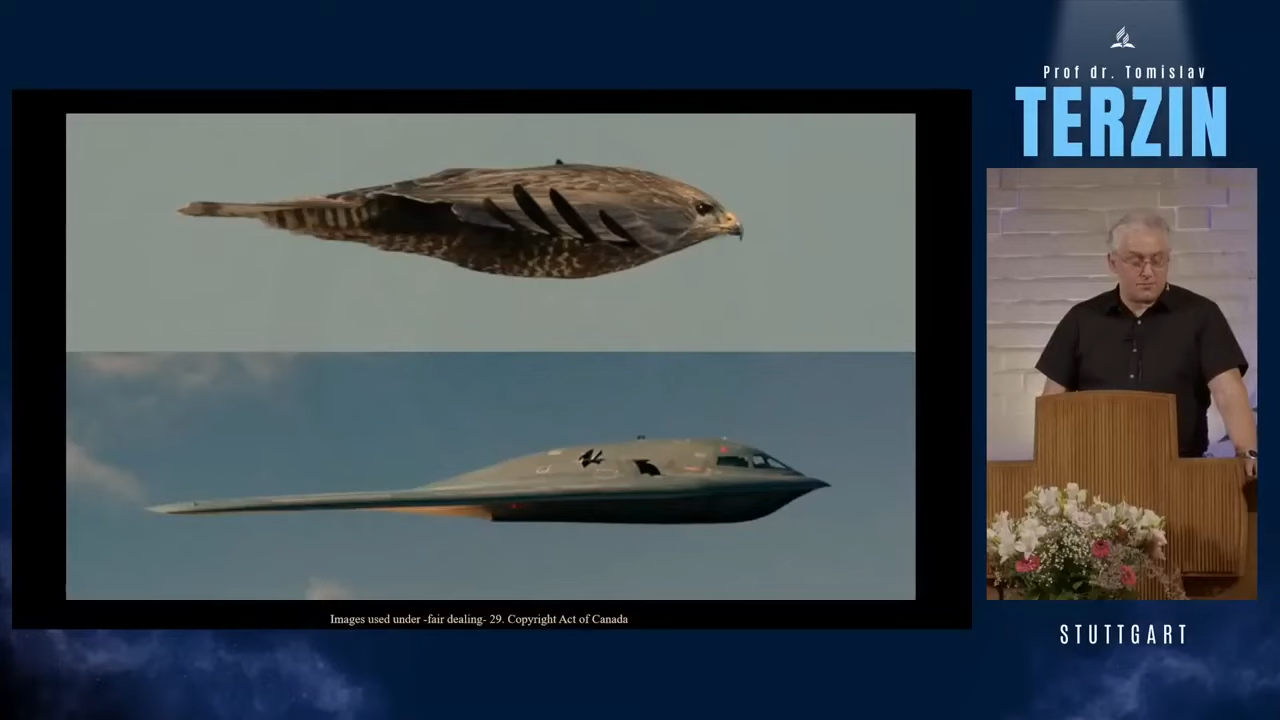 Prof dr. Tomislav
TERZIN
Images used under -fair dealing- 29. Copyright Act of Canada
STUTTGART